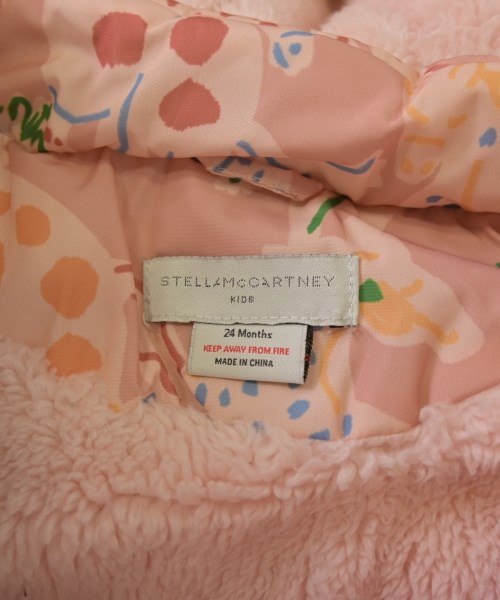 STELLA McCARTNEY
KIDS
24 Months
KEEP AWAY FROM FIRE
MADE IN CHINA